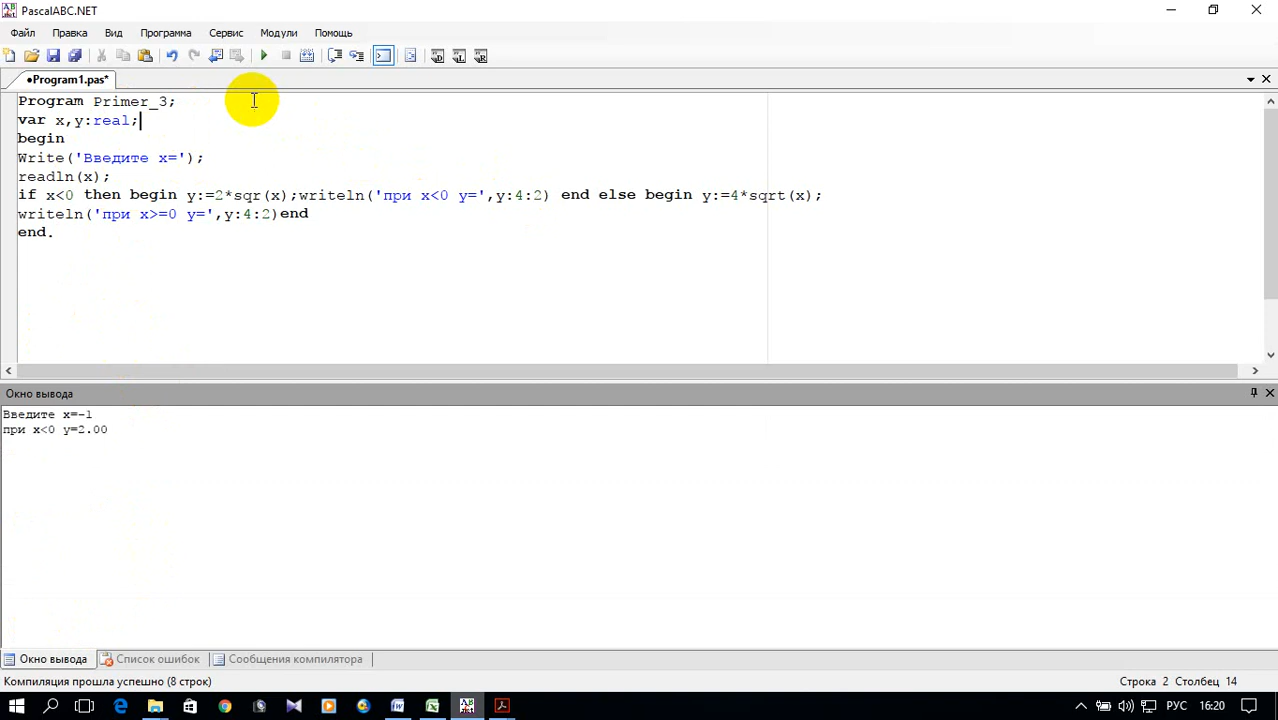 PascalABC.NET
Файл Правка Вид Программа Сервис Модули Помощь
•Program1.pas*
Program Primer_3;
var x,y:real;
begin
Write('Введите x=');
readln(x);
if x<0 then begin y:=2*sqr(x);writeln('при x<0 y=',y:4:2) end else begin y:=4*sqrt(x);
writeln('при x>=0 y=',y:4:2)end
end.
Окно вывода
Введите x=-1
при x<0 y=2.00
Окно вывода Список ошибок Сообщения компилятора
Компиляция прошла успешно (8 строк) Строка 2 Столбец 14
РУС 16:20